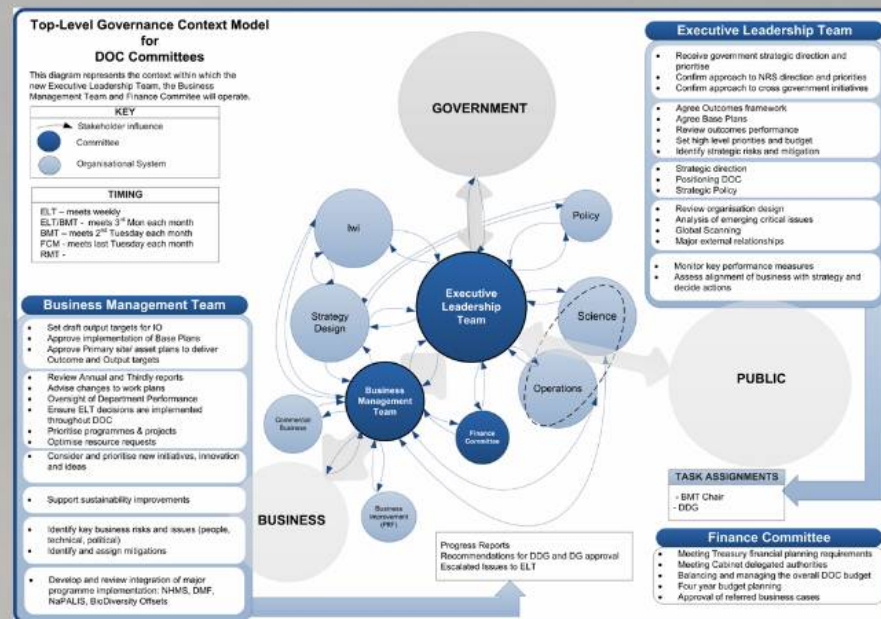 Top-Level Governance Context Model
for
DOC Committees
This diagram represents the context within which the
new Executive Leadership Team, the Business
Management Team and Finance Commitee will operate.
KEY
Stakeholder influence
Committee
Organisational System
TIMING
ELT – meets weekly
ELT/BMT - meets 3rd Mon each month
BMT – meets 2nd Tuesday each month
FCM - meets last Tuesday each month
RMT -
Business Management Team
• Set draft output targets for IO
• Approve implementation of Base Plans
• Approve Primary site/ asset plans to deliver
Outcome and Output targets
• Review Annual and Thirdly reports
• Advise changes to work plans
• Oversight of Department Performance
• Ensure ELT decisions are implemented
throughout DOC
• Prioritise programmes & projects
• Optimise resource requests
• Consider and prioritise new initiatives, innovation
and ideas
• Support sustainability improvements
• Identify key business risks and issues (people,
technical, political)
• Identify and assign mitigations
• Develop and review integration of major
programme implementation: NHMS, DMF,
NaPALIS, BioDiversity Offsets
GOVERNMENT
Iwi
Policy
Executive
Leadership
Team
Strategy
Design
Science
Business
Management
Team
Operations
Commercial
Business
Finance
Committee
BUSINESS
Business
Improvement
(PRF)
PUBLIC
Progress Reports
Recommendations for DDG and DG approval
Escalated Issues to ELT
Executive Leadership Team
• Receive government strategic direction and
prioritise
• Confirm approach to NRS direction and priorities
• Confirm approach to cross government initiatives
• Agree Outcomes framework
• Agree Base Plans
• Review outcomes performance
• Set high level priorities and budget
• Identify strategic risks and mitigation
• Strategic direction
• Positioning DOC
• Strategic Policy
• Review organisation design
• Analysis of emerging critical issues
• Global Scanning
• Major external relationships
• Monitor key performance measures
• Assess alignment of business with strategy and
decide actions
TASK ASSIGNMENTS
- BMT Chair
- DDG
Finance Committee
• Meeting Treasury financial planning requirements
• Meeting Cabinet delegated authorities
• Balancing and managing the overall DOC budget
• Four year budget planning
• Approval of referred business cases